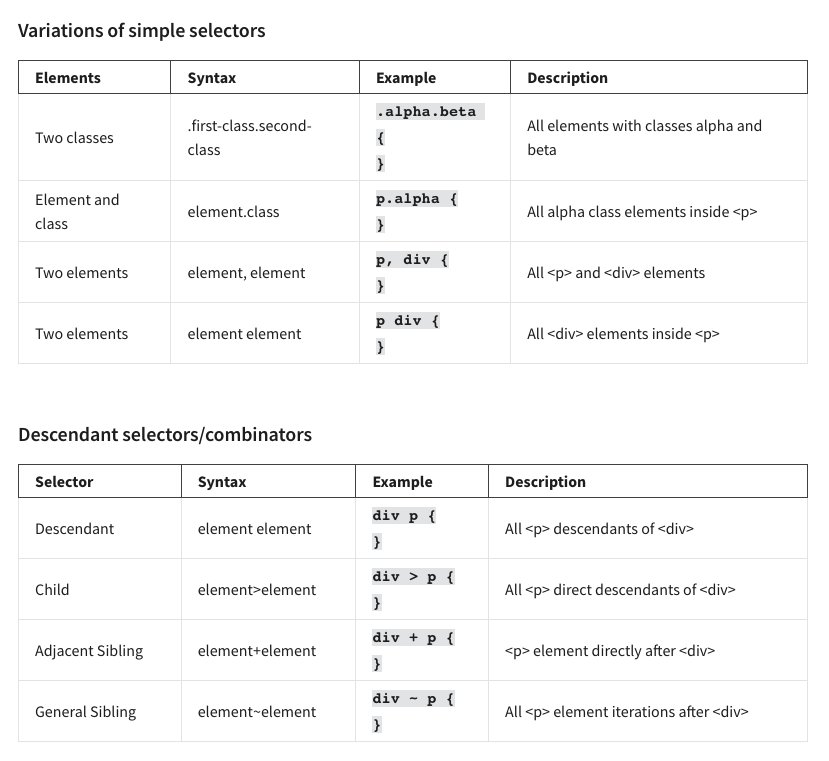 Variations of simple selectors
Elements Syntax Example Description
Two classes .first-class.second-class .alpha.beta { } All elements with classes alpha and beta
Element and class element.class p.alpha { } All alpha class elements inside <p>
Two elements element, element p, div { } All <p> and <div> elements
Two elements element element p div { } All <div> elements inside <p>
Descendant selectors/combinators
Selector Syntax Example Description
Descendant element element div p { } All <p> descendants of <div>
Child element>element div > p { } All <p> direct descendants of <div>
Adjacent Sibling element+element div + p { } <p> element directly after <div>
General Sibling element~element div ~ p { } All <p> element iterations after <div>